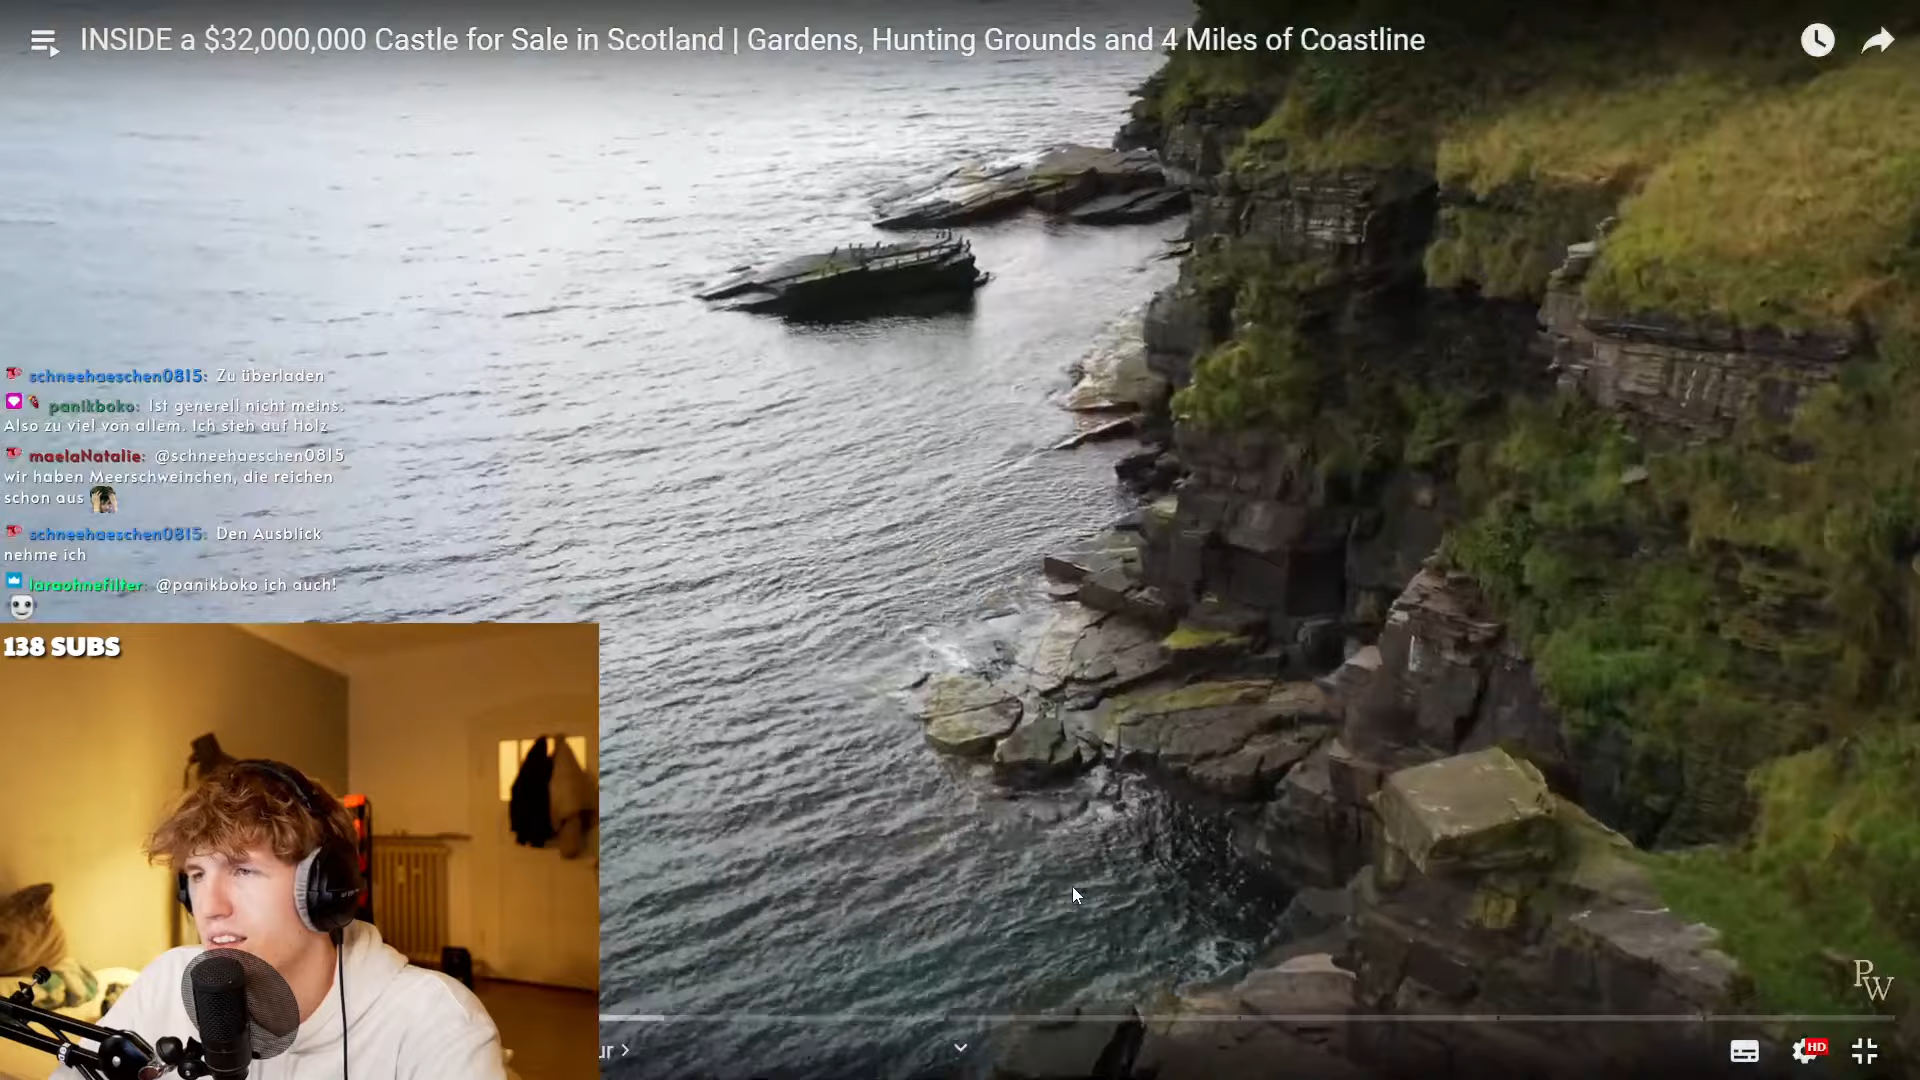 INSIDE a $32,000,000 Castle for Sale in Scotland | Gardens, Hunting Grounds and 4 Miles of Coastline
schneehaeschen0815: Zu überladen
panikboko: Ist generell nicht meins.
Also zu viel von allem. Ich steh auf Holz
maelaNatalie: @schneehaeschen0815
wir haben Meerschweinchen, die reichen
schon aus
schneehaeschen0815: Den Ausblick
nehme ich
laraohnefilter: @panikboko ich auch!
138 SUBS
PW
ur
HD